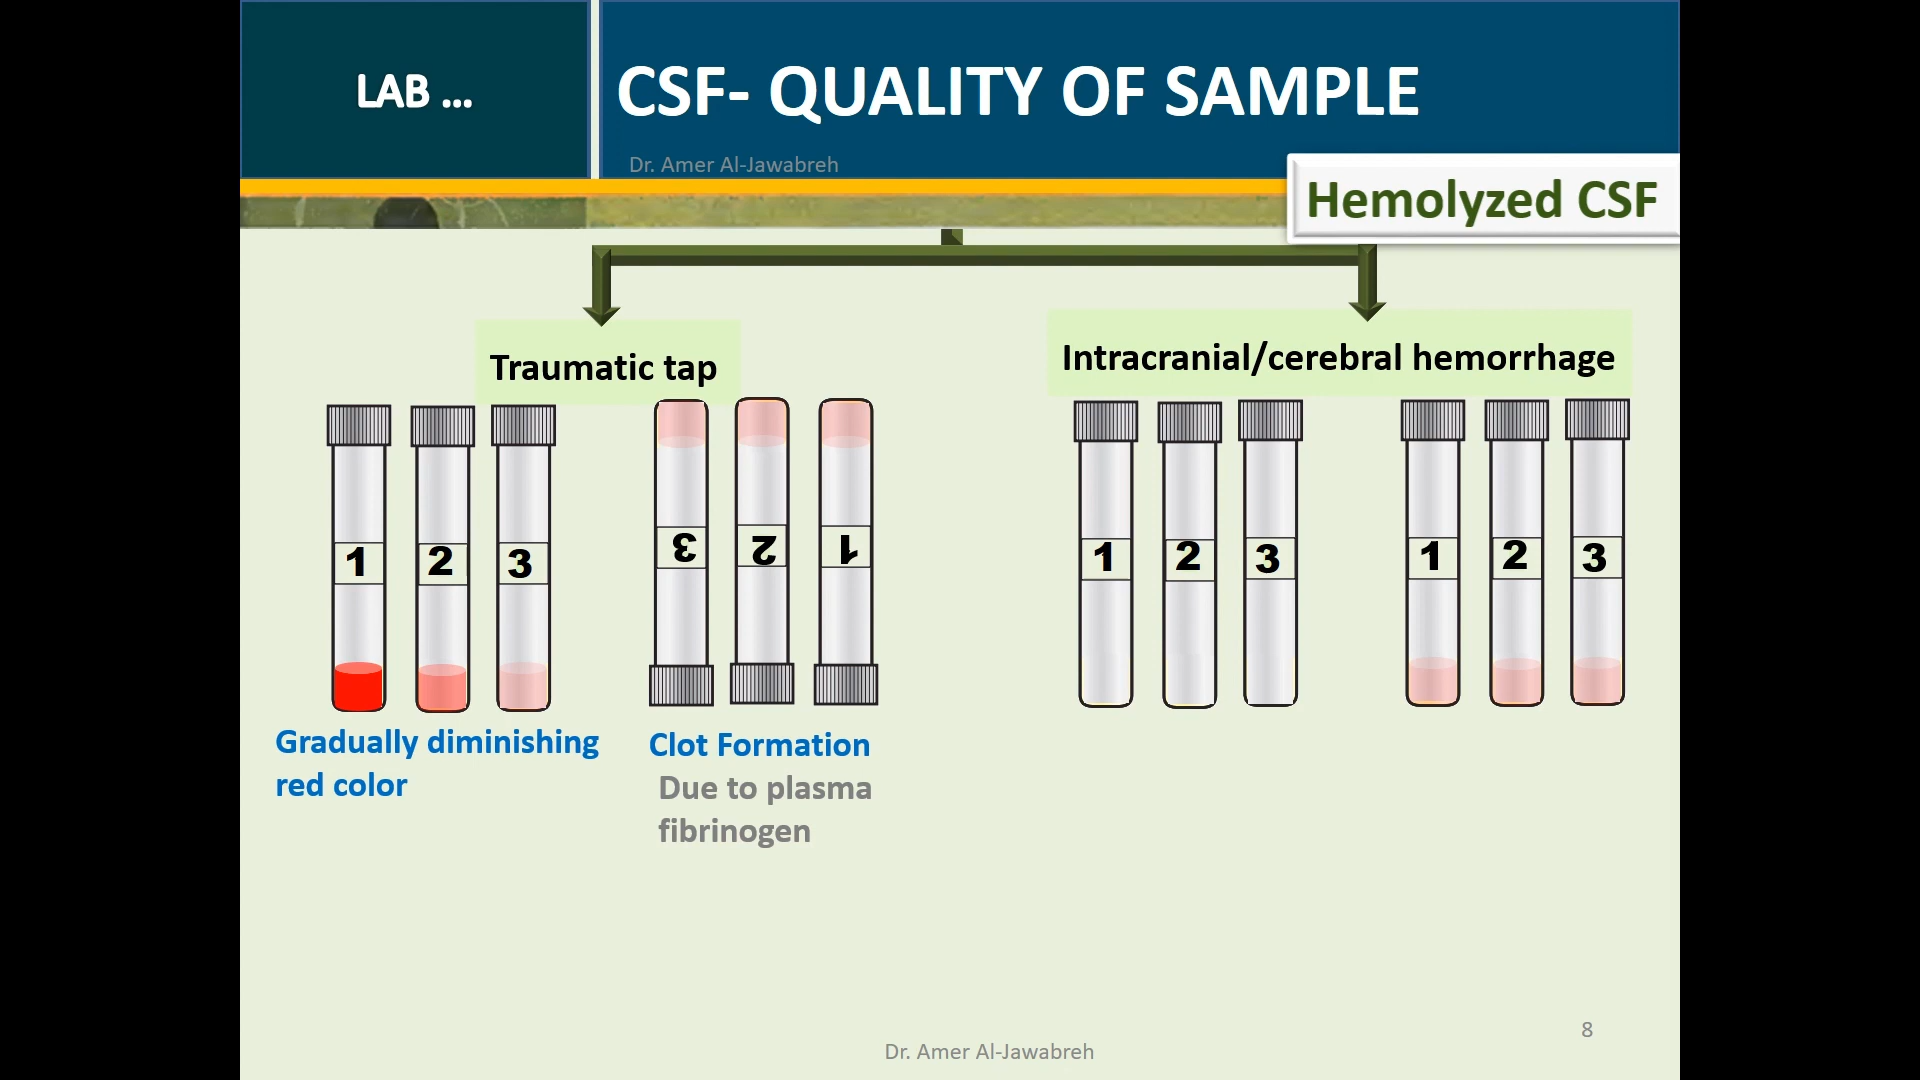 LAB ...
CSF- QUALITY OF SAMPLE
Dr. Amer Al-Jawabreh
Hemolyzed CSF
Traumatic tap
Intracranial/cerebral hemorrhage
1 2 3
3 2 1
1 2 3
1 2 3
Gradually diminishing
red color
Clot Formation
Due to plasma
fibrinogen
8
Dr. Amer Al-Jawabreh